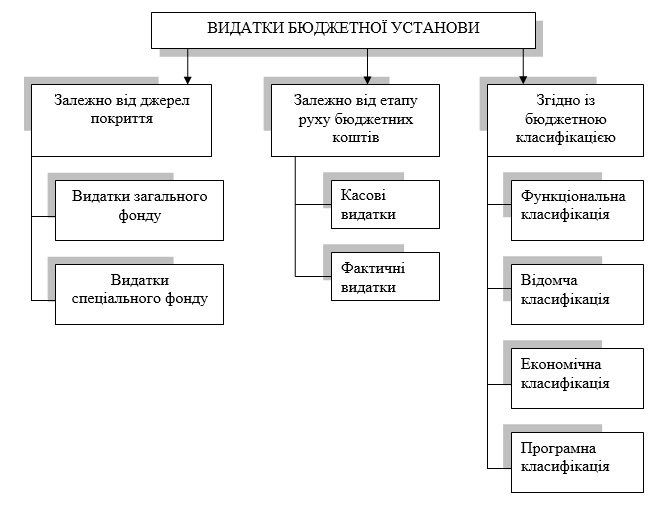 ВИДАТКИ БЮДЖЕТНОЇ УСТАНОВИ
Залежно від джерел
покриття
Видатки загального
фонду
Видатки
спеціального фонду
Залежно від етапу
руху бюджетних
коштів
Касові
видатки
Фактичні
видатки
Згідно із
бюджетною
класифікацією
Функціональна
класифікація
Відомча
класифікація
Економічна
класифікація
Програмна
класифікація